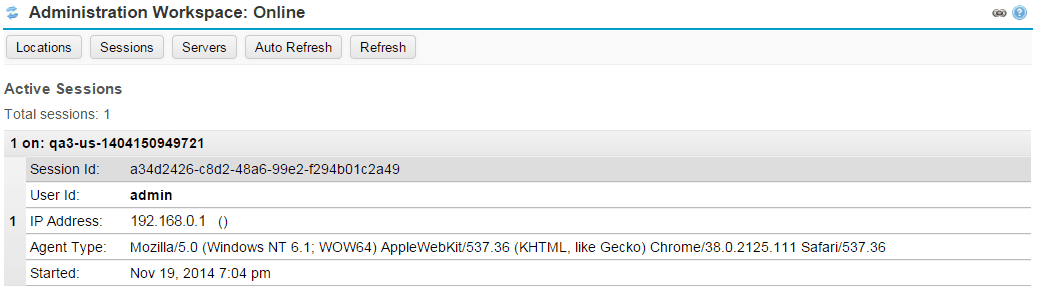 Administration Workspace: Online
Locations Sessions Servers Auto Refresh Refresh
Active Sessions
Total sessions: 1
1 on: qa3-us-1404150949721
Session Id: a34d2426-c8d2-48a6-99e2-f294b01c2a49
User Id: admin
1 IP Address: 192.168.0.1 ()
Agent Type: Mozilla/5.0 (Windows NT 6.1; WOW64) AppleWebKit/537.36 (KHTML, like Gecko) Chrome/38.0.2125.111 Safari/537.36
Started: Nov 19, 2014 7:04 pm